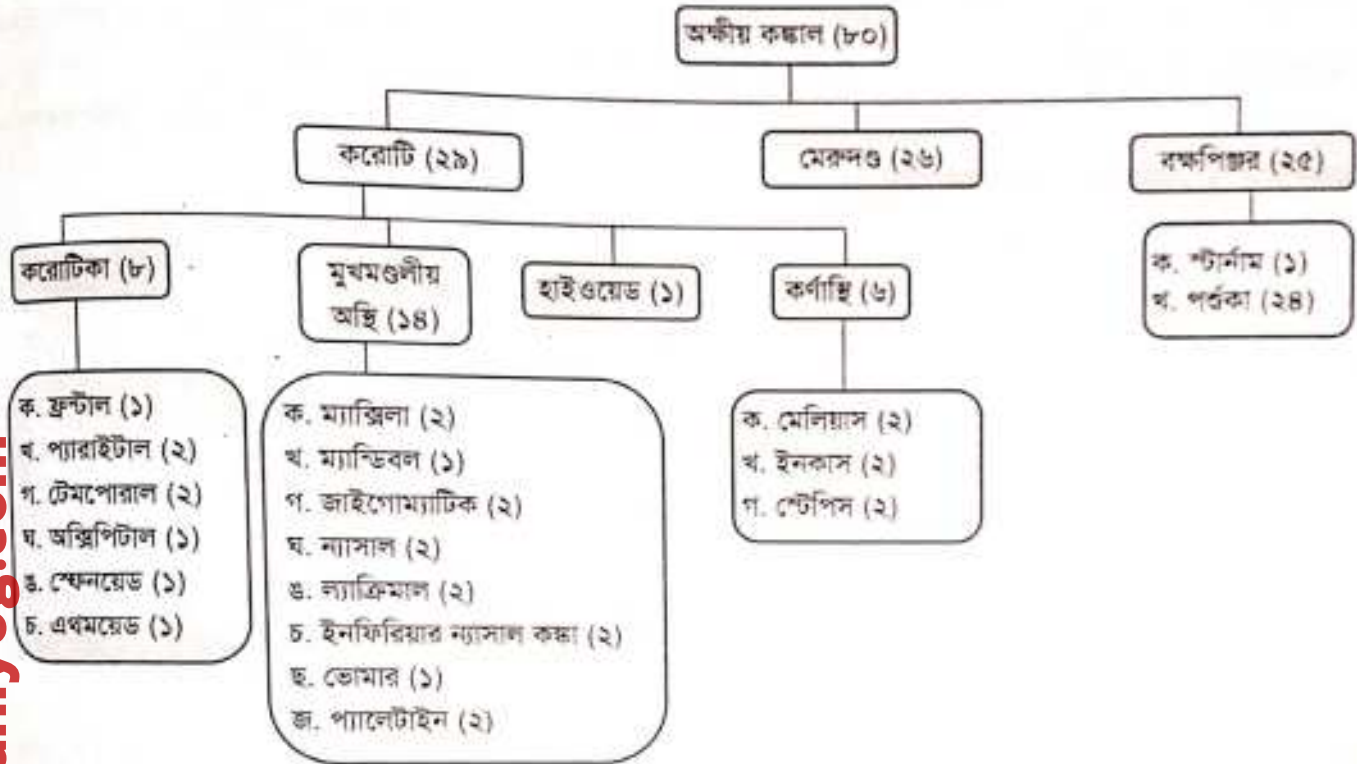 অক্ষীয় কঙ্কাল (৮০)
করোটি (২৯)
মেরুদণ্ড (২৬)
বক্ষপিঞ্জর (২৫)
করোটিকা (৮)
মুখমণ্ডলীয়
অস্থি (১৪)
হাইওয়েড (১)
কর্ণাস্থি (৬)
ক. স্টার্নাম (১)
খ. পর্শুকা (২৪)
ক. ফ্রন্টাল (১)
খ. প্যারাইটাল (২)
গ. টেমপোরাল (২)
ঘ. অক্সিপিটাল (১)
ঙ. স্ফেনয়েড (১)
চ. এথময়েড (১)
ক. ম্যাক্সিলা (২)
খ. ম্যান্ডিবল (১)
গ. জাইগোম্যাটিক (২)
ঘ. ন্যাসাল (২)
ঙ. ল্যাক্রিমাল (২)
চ. ইনফিরিয়ার ন্যাসাল কঙ্কা (২)
ছ. ভোমার (১)
জ. প্যালেটাইন (২)
ক. মেলিয়াস (২)
খ. ইনকাস (২)
গ. স্টেপিস (২)